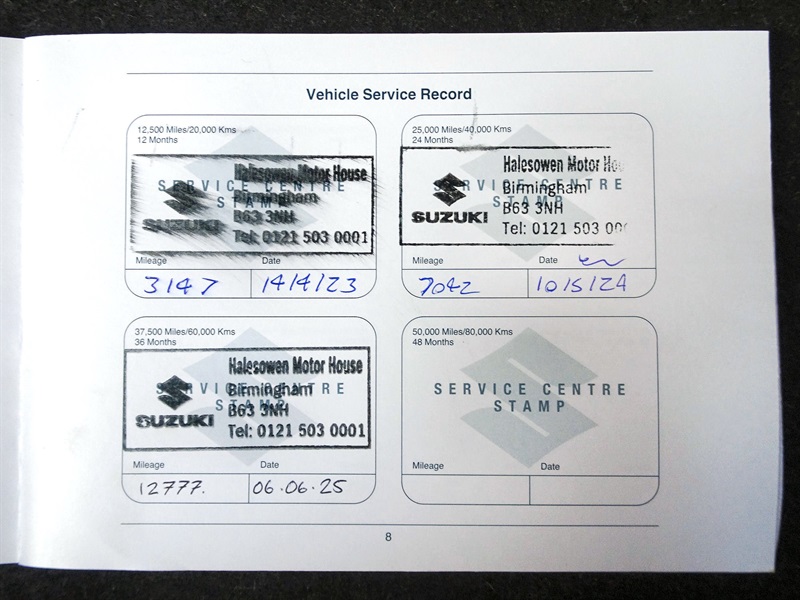 Vehicle Service Record
12,500 Miles/20,000 Kms
12 Months
SERVICE CENTRE
STAMP
Halesowen Motor House
Birmingham
B63 3NH
Tel: 0121 503 0001
SUZUKI
Mileage
Date
3147
14/4/23
25,000 Miles/40,000 Kms
24 Months
SERVICE CENTRE
STAMP
Halesowen Motor Ho
Birmingham
B63 3NH
Tel: 0121 503 00
SUZUKI
Mileage
Date
7042
10/5/24
37,500 Miles/60,000 Kms
36 Months
SERVICE CENTRE
STAMP
Halesowen Motor House
Birmingham
B63 3NH
Tel: 0121 503 0001
SUZUKI
Mileage
Date
12777.
06.06.25
50,000 Miles/80,000 Kms
48 Months
SERVICE CENTRE
STAMP
Mileage
Date
8